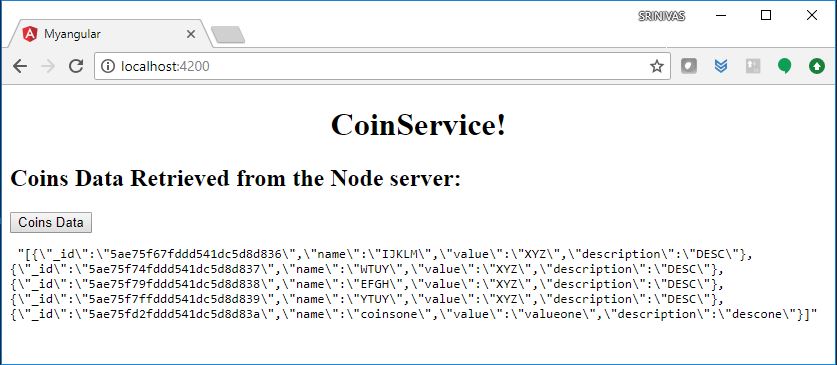 SRINIVAS
Myangular
localhost:4200
CoinService!
Coins Data Retrieved from the Node server:
Coins Data
"[{\"_id\":\"5ae75f67fddd541dc5d8d836\",\"name\":\"IJKLM\",\"value\":\"XYZ\",\"description\":\"DESC\"},
{\"_id\":\"5ae75f74fddd541dc5d8d837\",\"name\":\"WTUY\",\"value\":\"XYZ\",\"description\":\"DESC\"},
{\"_id\":\"5ae75f79fddd541dc5d8d838\",\"name\":\"EFGH\",\"value\":\"XYZ\",\"description\":\"DESC\"},
{\"_id\":\"5ae75f7ffddd541dc5d8d839\",\"name\":\"YTUY\",\"value\":\"XYZ\",\"description\":\"DESC\"},
{\"_id\":\"5ae75fd2fddd541dc5d8d83a\",\"name\":\"coinsone\",\"value\":\"valueone\",\"description\":\"descone\"}]"